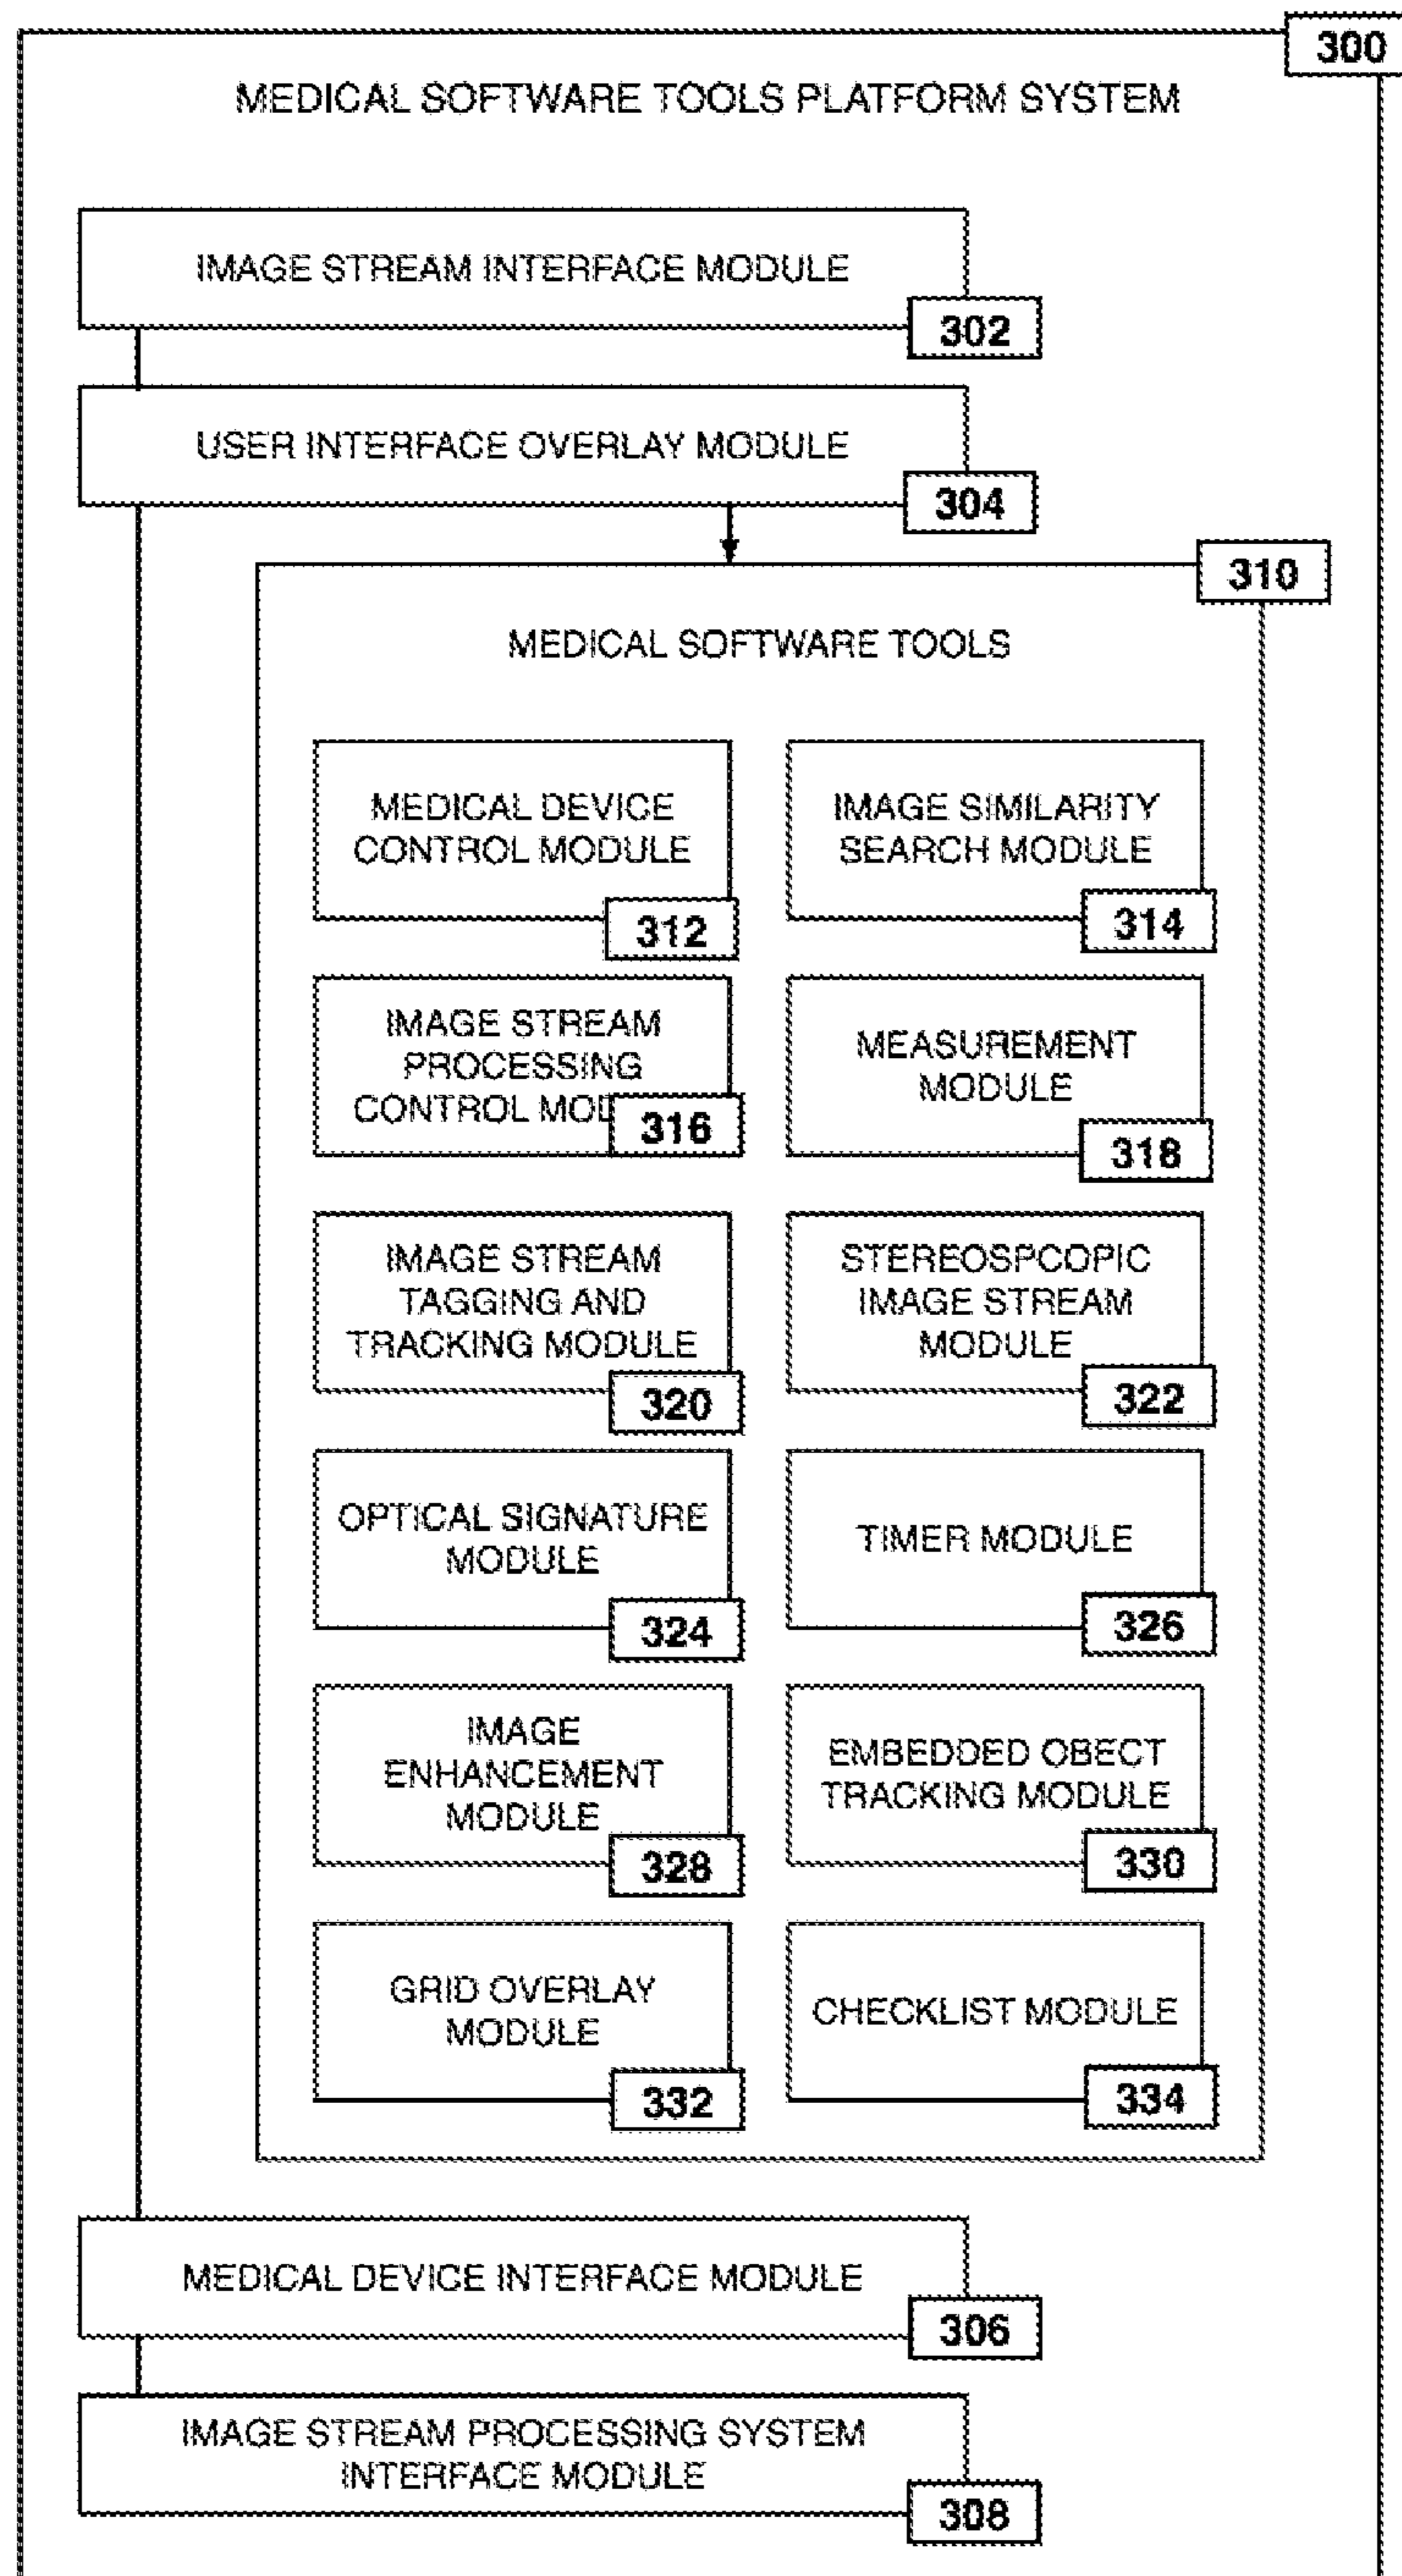 300
MEDICAL SOFTWARE TOOLS PLATFORM SYSTEM
IMAGE STREAM INTERFACE MODULE
302
USER INTERFACE OVERLAY MODULE
304
310
MEDICAL SOFTWARE TOOLS
MEDICAL DEVICE
CONTROL MODULE
312
IMAGE SIMILARITY
SEARCH MODULE
314
IMAGE STREAM
PROCESSING
CONTROL MOD
316
MEASUREMENT
MODULE
318
IMAGE STREAM
TAGGING AND
TRACKING MODULE
320
STEREOSPCOPIC
IMAGE STREAM
MODULE
322
OPTICAL SIGNATURE
MODULE
324
TIMER MODULE
326
IMAGE
ENHANCEMENT
MODULE
328
EMBEDDED OBECT
TRACKING MODULE
330
GRID OVERLAY
MODULE
332
CHECKLIST MODULE
334
MEDICAL DEVICE INTERFACE MODULE
306
IMAGE STREAM PROCESSING SYSTEM
INTERFACE MODULE
308